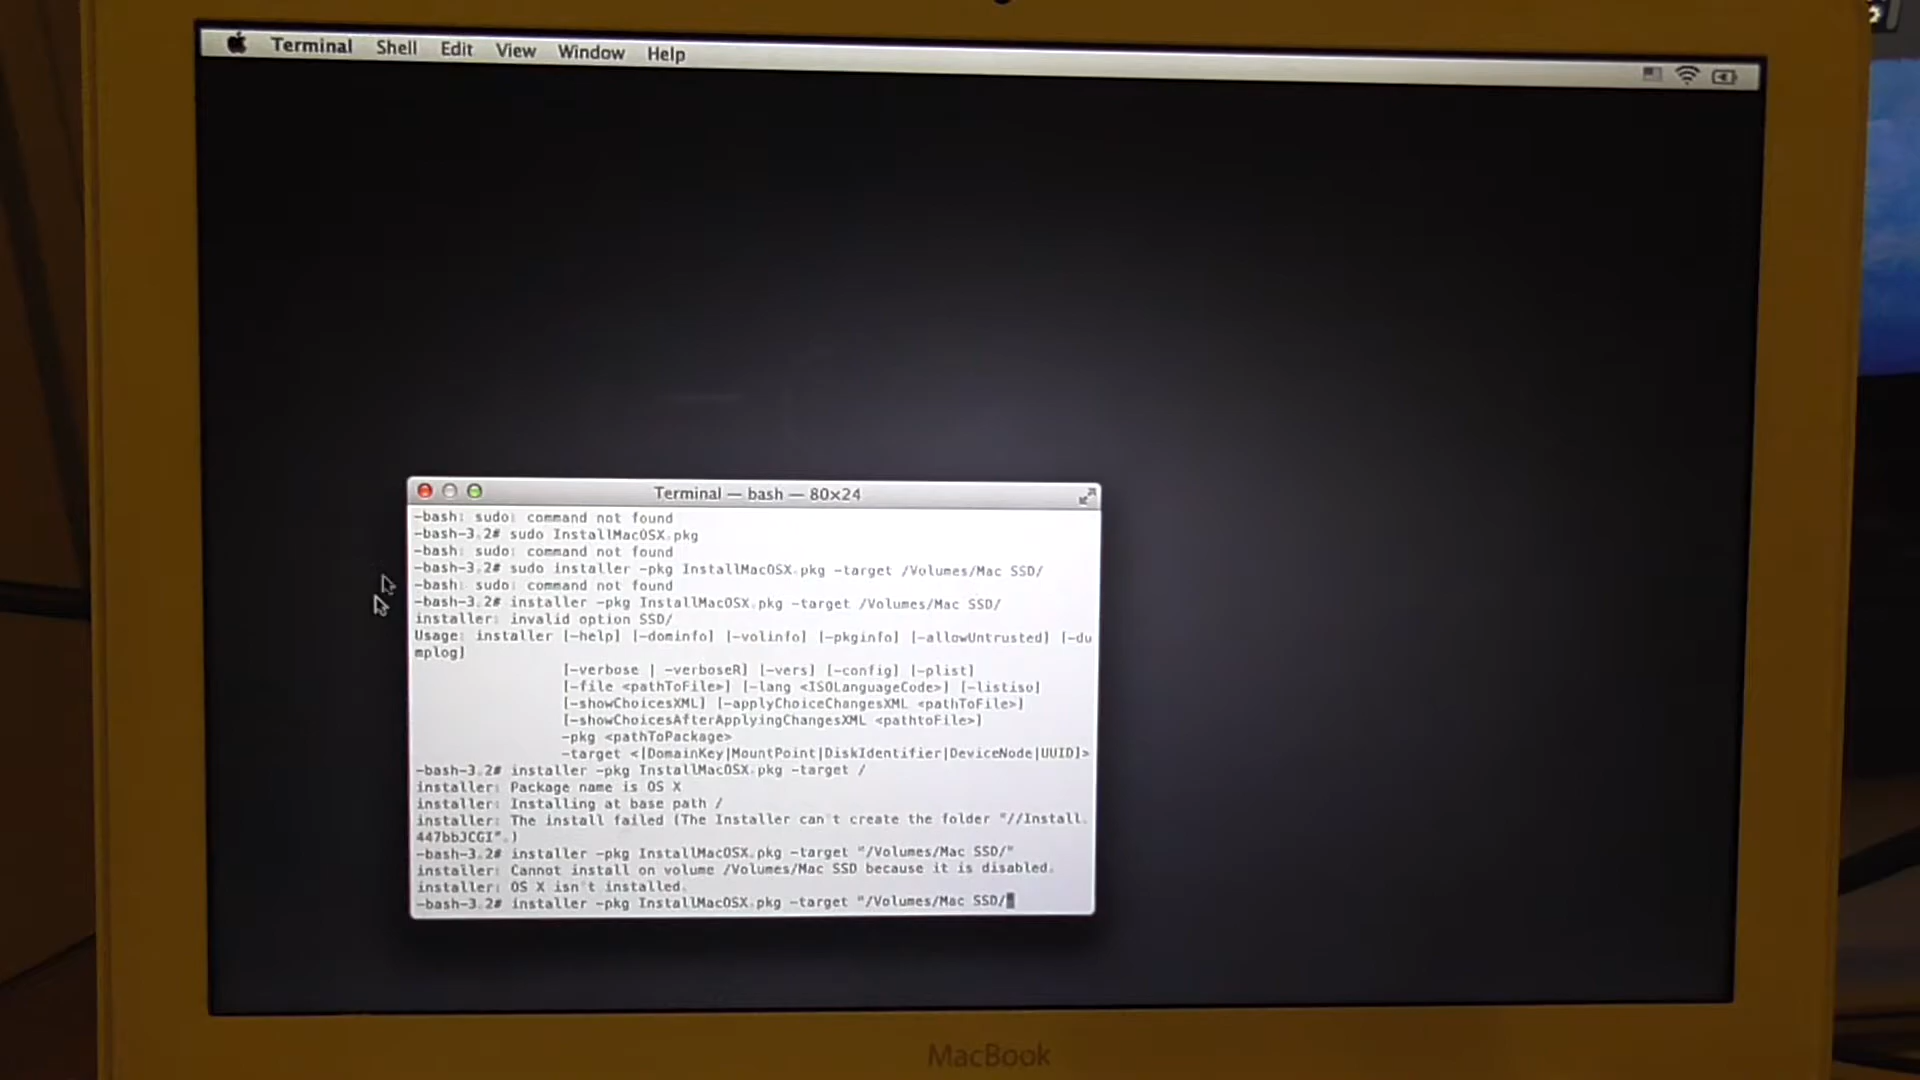 Terminal Shell Edit View Window Help
Terminal — bash — 80×24
-bash: sudo: command not found
-bash-3.2# sudo InstallMacOSX.pkg
-bash: sudo: command not found
-bash-3.2# sudo installer -pkg InstallMacOSX.pkg -target /Volumes/Mac SSD/
-bash: sudo: command not found
-bash-3.2# installer -pkg InstallMacOSX.pkg -target /Volumes/Mac SSD/
installer: invalid option SSD/
Usage: installer [-help] [-dominfo] [-volinfo] [-pkginfo] [-allowUntrusted] [-du
mplog]
[-verbose | -verboseR] [-vers] [-config] [-plist]
[-file <pathToFile>] [-lang <ISOLanguageCode>] [-listiso]
[-showChoicesXML] [-applyChoiceChangesXML <pathToFile>]
[-showChoicesAfterApplyingChangesXML <pathtoFile>]
-pkg <pathToPackage>
-target <[DomainKey|MountPoint|DiskIdentifier|DeviceNode|UUID]>
-bash-3.2# installer -pkg InstallMacOSX.pkg -target /
installer: Package name is OS X
installer: Installing at base path /
installer: The install failed (The Installer can't create the folder "//Install.
447bbJCGI".)
-bash-3.2# installer -pkg InstallMacOSX.pkg -target "/Volumes/Mac SSD/"
installer: Cannot install on volume /Volumes/Mac SSD because it is disabled.
installer: OS X isn't installed.
-bash-3.2# installer -pkg InstallMacOSX.pkg -target "/Volumes/Mac SSD/
MacBook